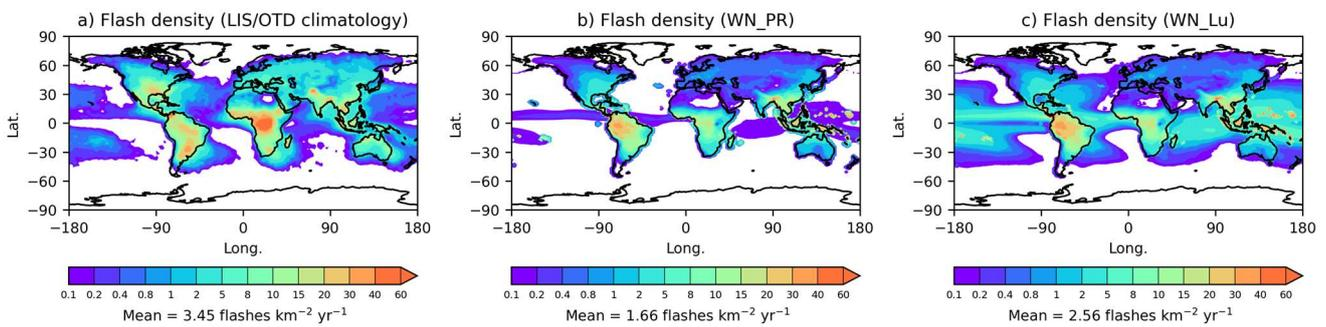 a) Flash density (LIS/OTD climatology)
90
60
30
0
−30
−60
−90
Lat.
−180 −90 0 90 180
Long.
0.1 0.2 0.4 0.8 1 2 5 8 10 15 20 30 40 60
Mean = 3.45 flashes km⁻² yr⁻¹
b) Flash density (WN_PR)
90
60
30
0
−30
−60
−90
Lat.
−180 −90 0 90 180
Long.
0.1 0.2 0.4 0.8 1 2 5 8 10 15 20 30 40 60
Mean = 1.66 flashes km⁻² yr⁻¹
c) Flash density (WN_Lu)
90
60
30
0
−30
−60
−90
Lat.
−180 −90 0 90 180
Long.
0.1 0.2 0.4 0.8 1 2 5 8 10 15 20 30 40 60
Mean = 2.56 flashes km⁻² yr⁻¹